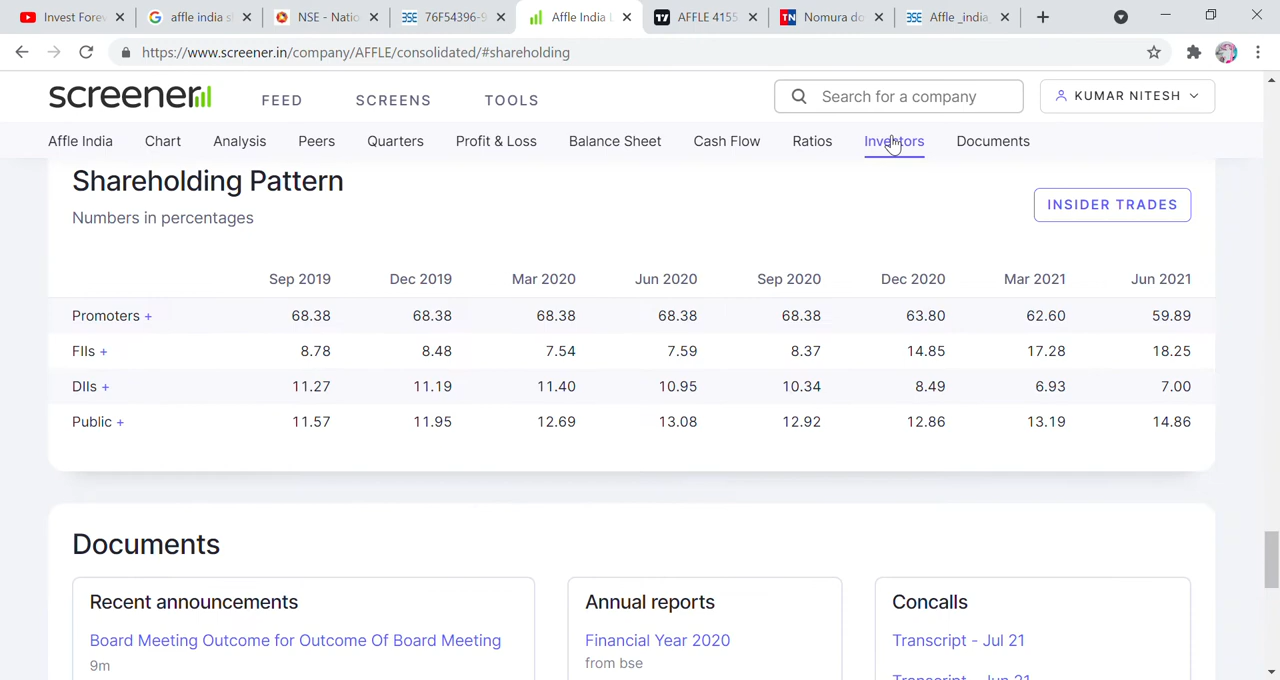 Invest Forev
affle india s
NSE - Natio
76F54396-9
Affle India L
AFFLE 4155
Nomura do
Affle _india_
https://www.screener.in/company/AFFLE/consolidated/#shareholding
screener
FEED
SCREENS
TOOLS
Search for a company
KUMAR NITESH
Affle India
Chart
Analysis
Peers
Quarters
Profit & Loss
Balance Sheet
Cash Flow
Ratios
Investors
Documents
Shareholding Pattern
Numbers in percentages
INSIDER TRADES
Sep 2019 Dec 2019 Mar 2020 Jun 2020 Sep 2020 Dec 2020 Mar 2021 Jun 2021
Promoters + 68.38 68.38 68.38 68.38 68.38 63.80 62.60 59.89
FIIs + 8.78 8.48 7.54 7.59 8.37 14.85 17.28 18.25
DIIs + 11.27 11.19 11.40 10.95 10.34 8.49 6.93 7.00
Public + 11.57 11.95 12.69 13.08 12.92 12.86 13.19 14.86
Documents
Recent announcements
Board Meeting Outcome for Outcome Of Board Meeting
9m
Annual reports
Financial Year 2020
from bse
Concalls
Transcript - Jul 21
Transcript - Jun 21